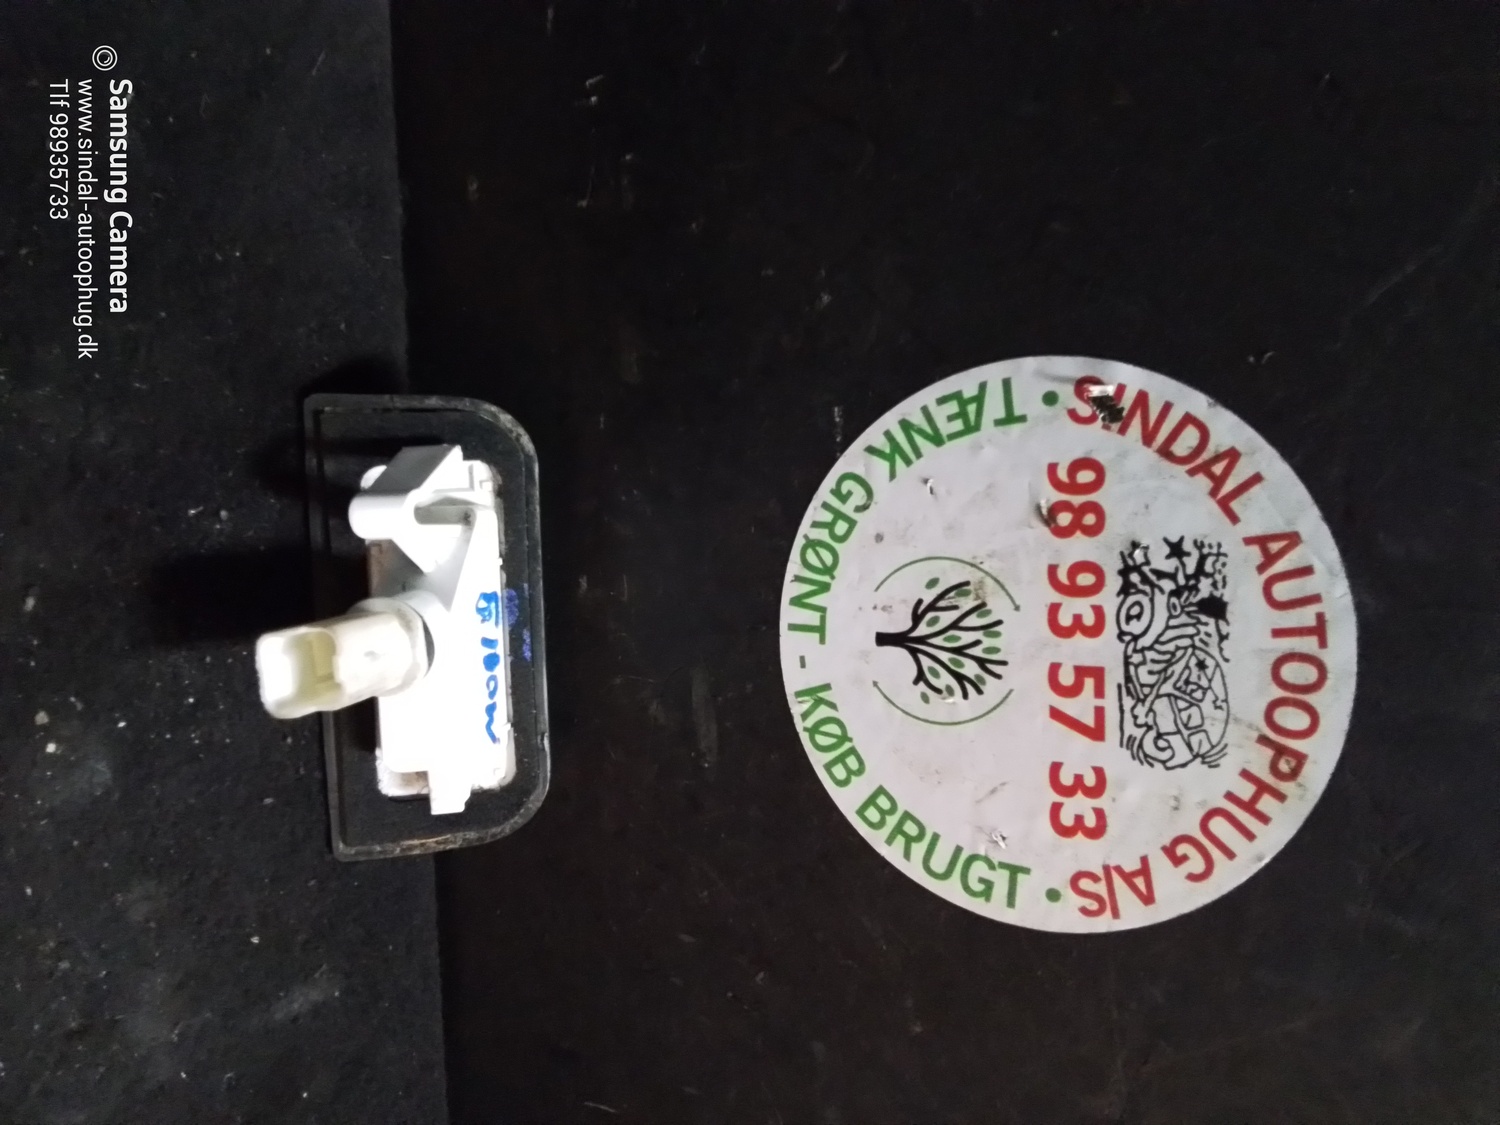 Samsung Camera
www.sindal-autoophug.dk
Tlf 98935733
SINDAL AUTOOPHUG A/S
98 93 57 33
• TÆNK GRØNT - KØB BRUGT •